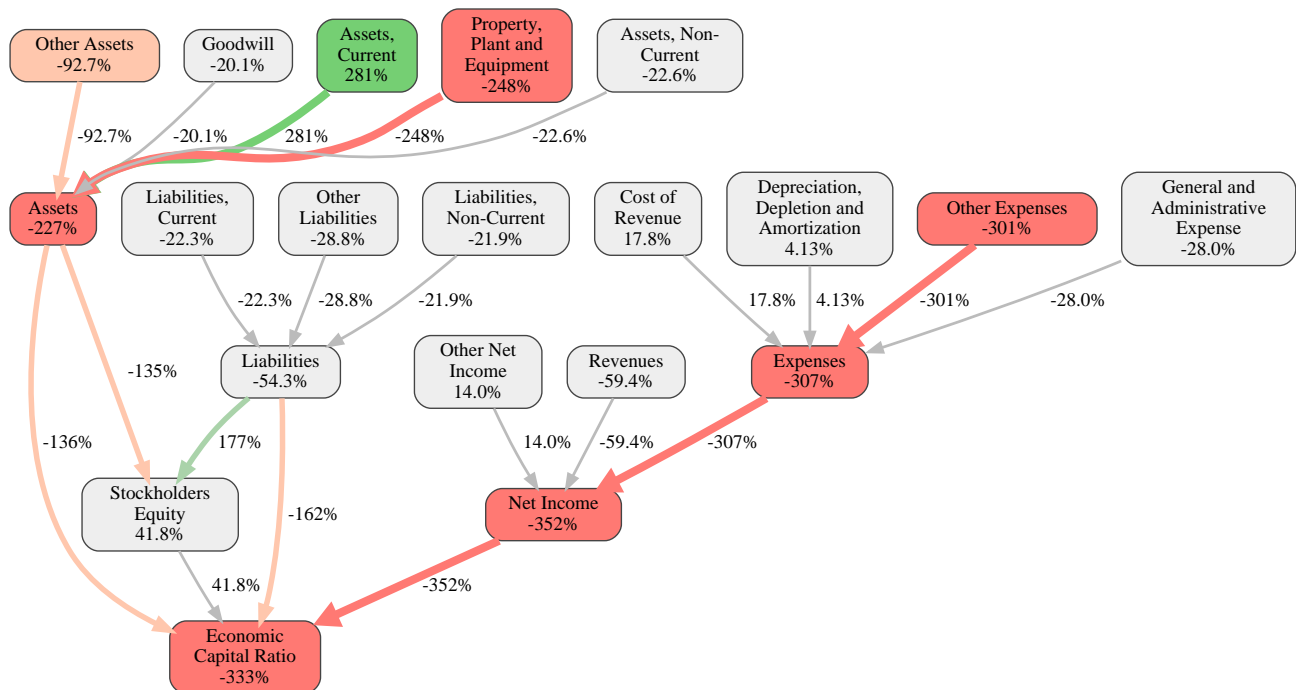 Other Assets
-92.7%
Goodwill
-20.1%
Assets,
Current
281%
Property,
Plant and
Equipment
-248%
Assets, Non-
Current
-22.6%
-92.7%
-20.1%
281%
-248%
-22.6%
Assets
-227%
Liabilities,
Current
-22.3%
Other
Liabilities
-28.8%
Liabilities,
Non-Current
-21.9%
Cost of
Revenue
17.8%
Depreciation,
Depletion and
Amortization
4.13%
Other Expenses
-301%
General and
Administrative
Expense
-28.0%
-22.3%
-28.8%
-21.9%
17.8%
4.13%
-301%
-28.0%
Liabilities
-54.3%
Other Net
Income
14.0%
Revenues
-59.4%
Expenses
-307%
-135%
-136%
177%
14.0%
-59.4%
-307%
Stockholders
Equity
41.8%
-162%
Net Income
-352%
41.8%
-352%
Economic
Capital Ratio
-333%